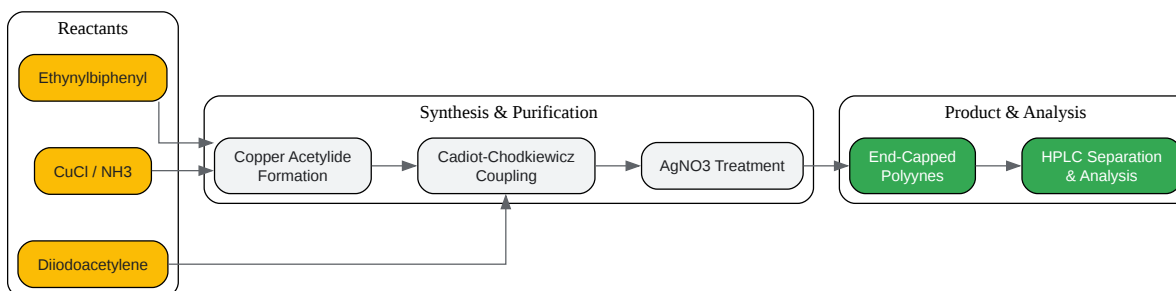 Reactants
Ethynylbiphenyl
CuCl / NH3
Diiodoacetylene
Synthesis & Purification
Copper Acetylide
Formation
Cadiot-Chodkiewicz
Coupling
AgNO3 Treatment
Product & Analysis
End-Capped
Polyynes
HPLC Separation
& Analysis